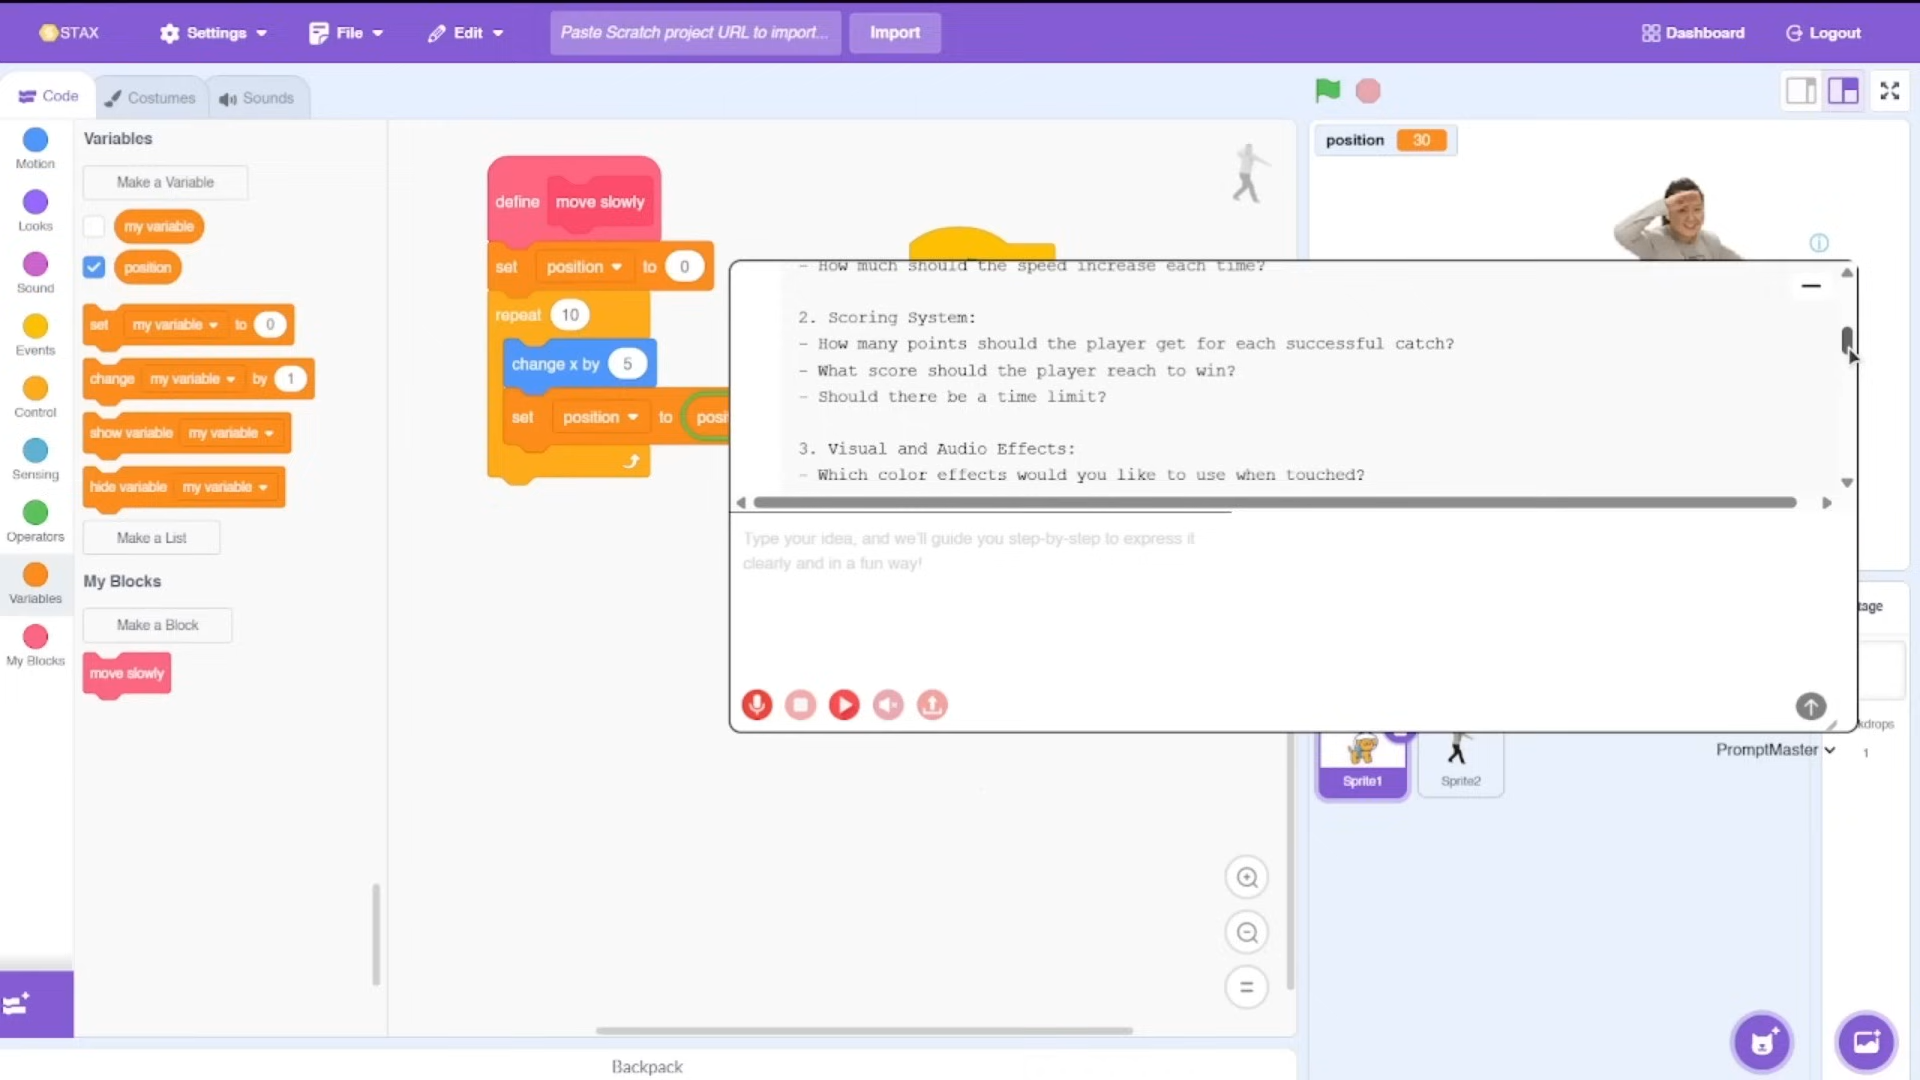 STAX
Settings
File
Edit
Paste Scratch project URL to import...
Import
Dashboard
Logout
Code
Costumes
Sounds
Motion
Looks
Sound
Events
Control
Sensing
Operators
Variables
My Blocks
Variables
Make a Variable
my variable
position
set my variable to 0
change my variable by 1
show variable my variable
hide variable my variable
Make a List
My Blocks
Make a Block
move slowly
define move slowly
set position to 0
repeat 10
change x by 5
set position to
position 30
- How much should the speed increase each time?
2. Scoring System:
- How many points should the player get for each successful catch?
- What score should the player reach to win?
- Should there be a time limit?
3. Visual and Audio Effects:
- Which color effects would you like to use when touched?
Type your idea, and we'll guide you step-by-step to express it
clearly and in a fun way!
PromptMaster
1
Sprite1
Sprite2
Backpack